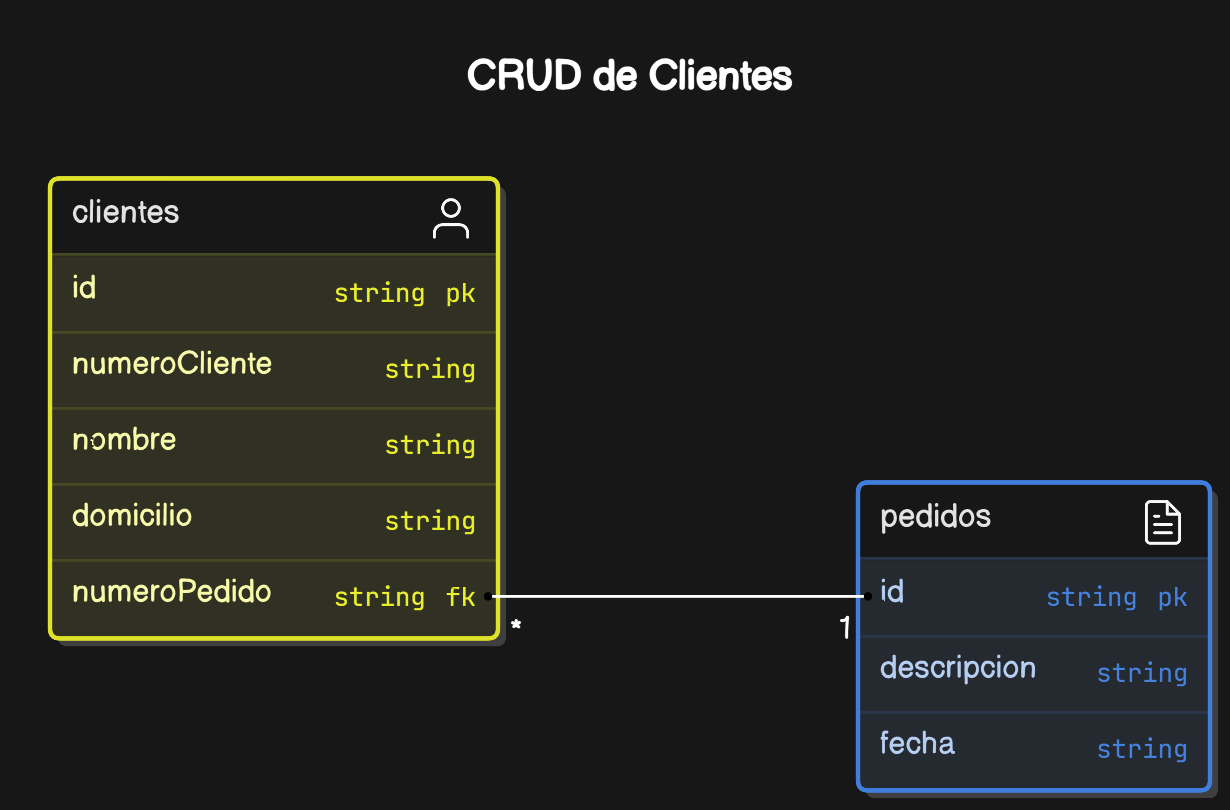 CRUD de Clientes
clientes
id string pk
numeroCliente string
nombre string
domicilio string
numeroPedido string fk
* 1
pedidos
id string pk
descripcion string
fecha string